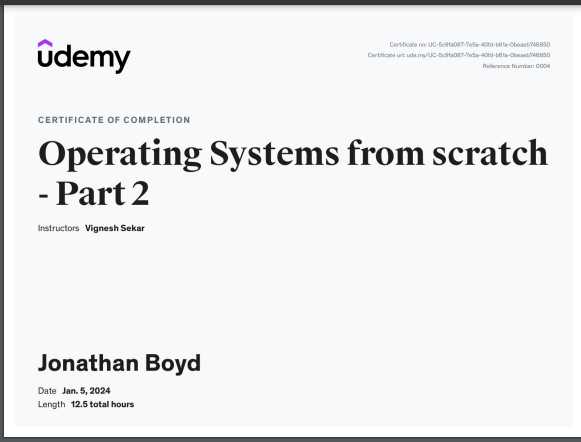 udemy
Certificate no: UC-5c9fa087-7e5a-40fd-b61a-0beaeb746850
Certificate url: ude.my/UC-5c9fa087-7e5a-40fd-b61a-0beaeb746850
Reference Number: 0004
CERTIFICATE OF COMPLETION
Operating Systems from scratch
- Part 2
Instructors Vignesh Sekar
Jonathan Boyd
Date Jan. 5, 2024
Length 12.5 total hours